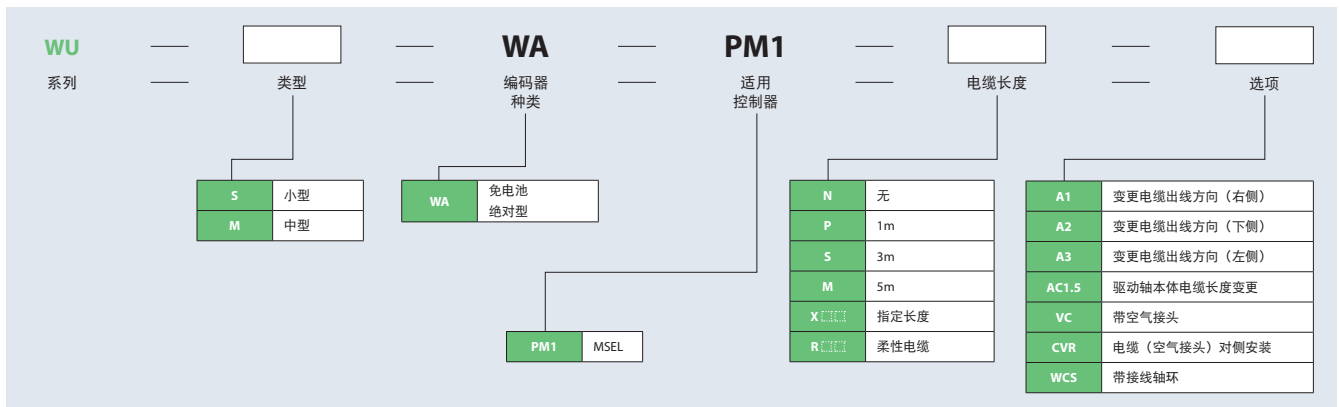 WU — — WA — PM1 — —
系列 — 类型 — 编码器 — 适用 — 电缆长度 — 选项
种类 控制器
S 小型
M 中型
WA 免电池
绝对型
PM1 MSEL
N 无
P 1m
S 3m
M 5m
X□□ 指定长度
R□□ 柔性电缆
A1 变更电缆出线方向（右侧）
A2 变更电缆出线方向（下侧）
A3 变更电缆出线方向（左侧）
AC1.5 驱动轴本体电缆长度变更
VC 带空气接头
CVR 电缆（空气接头）对侧安装
WCS 带接线轴环